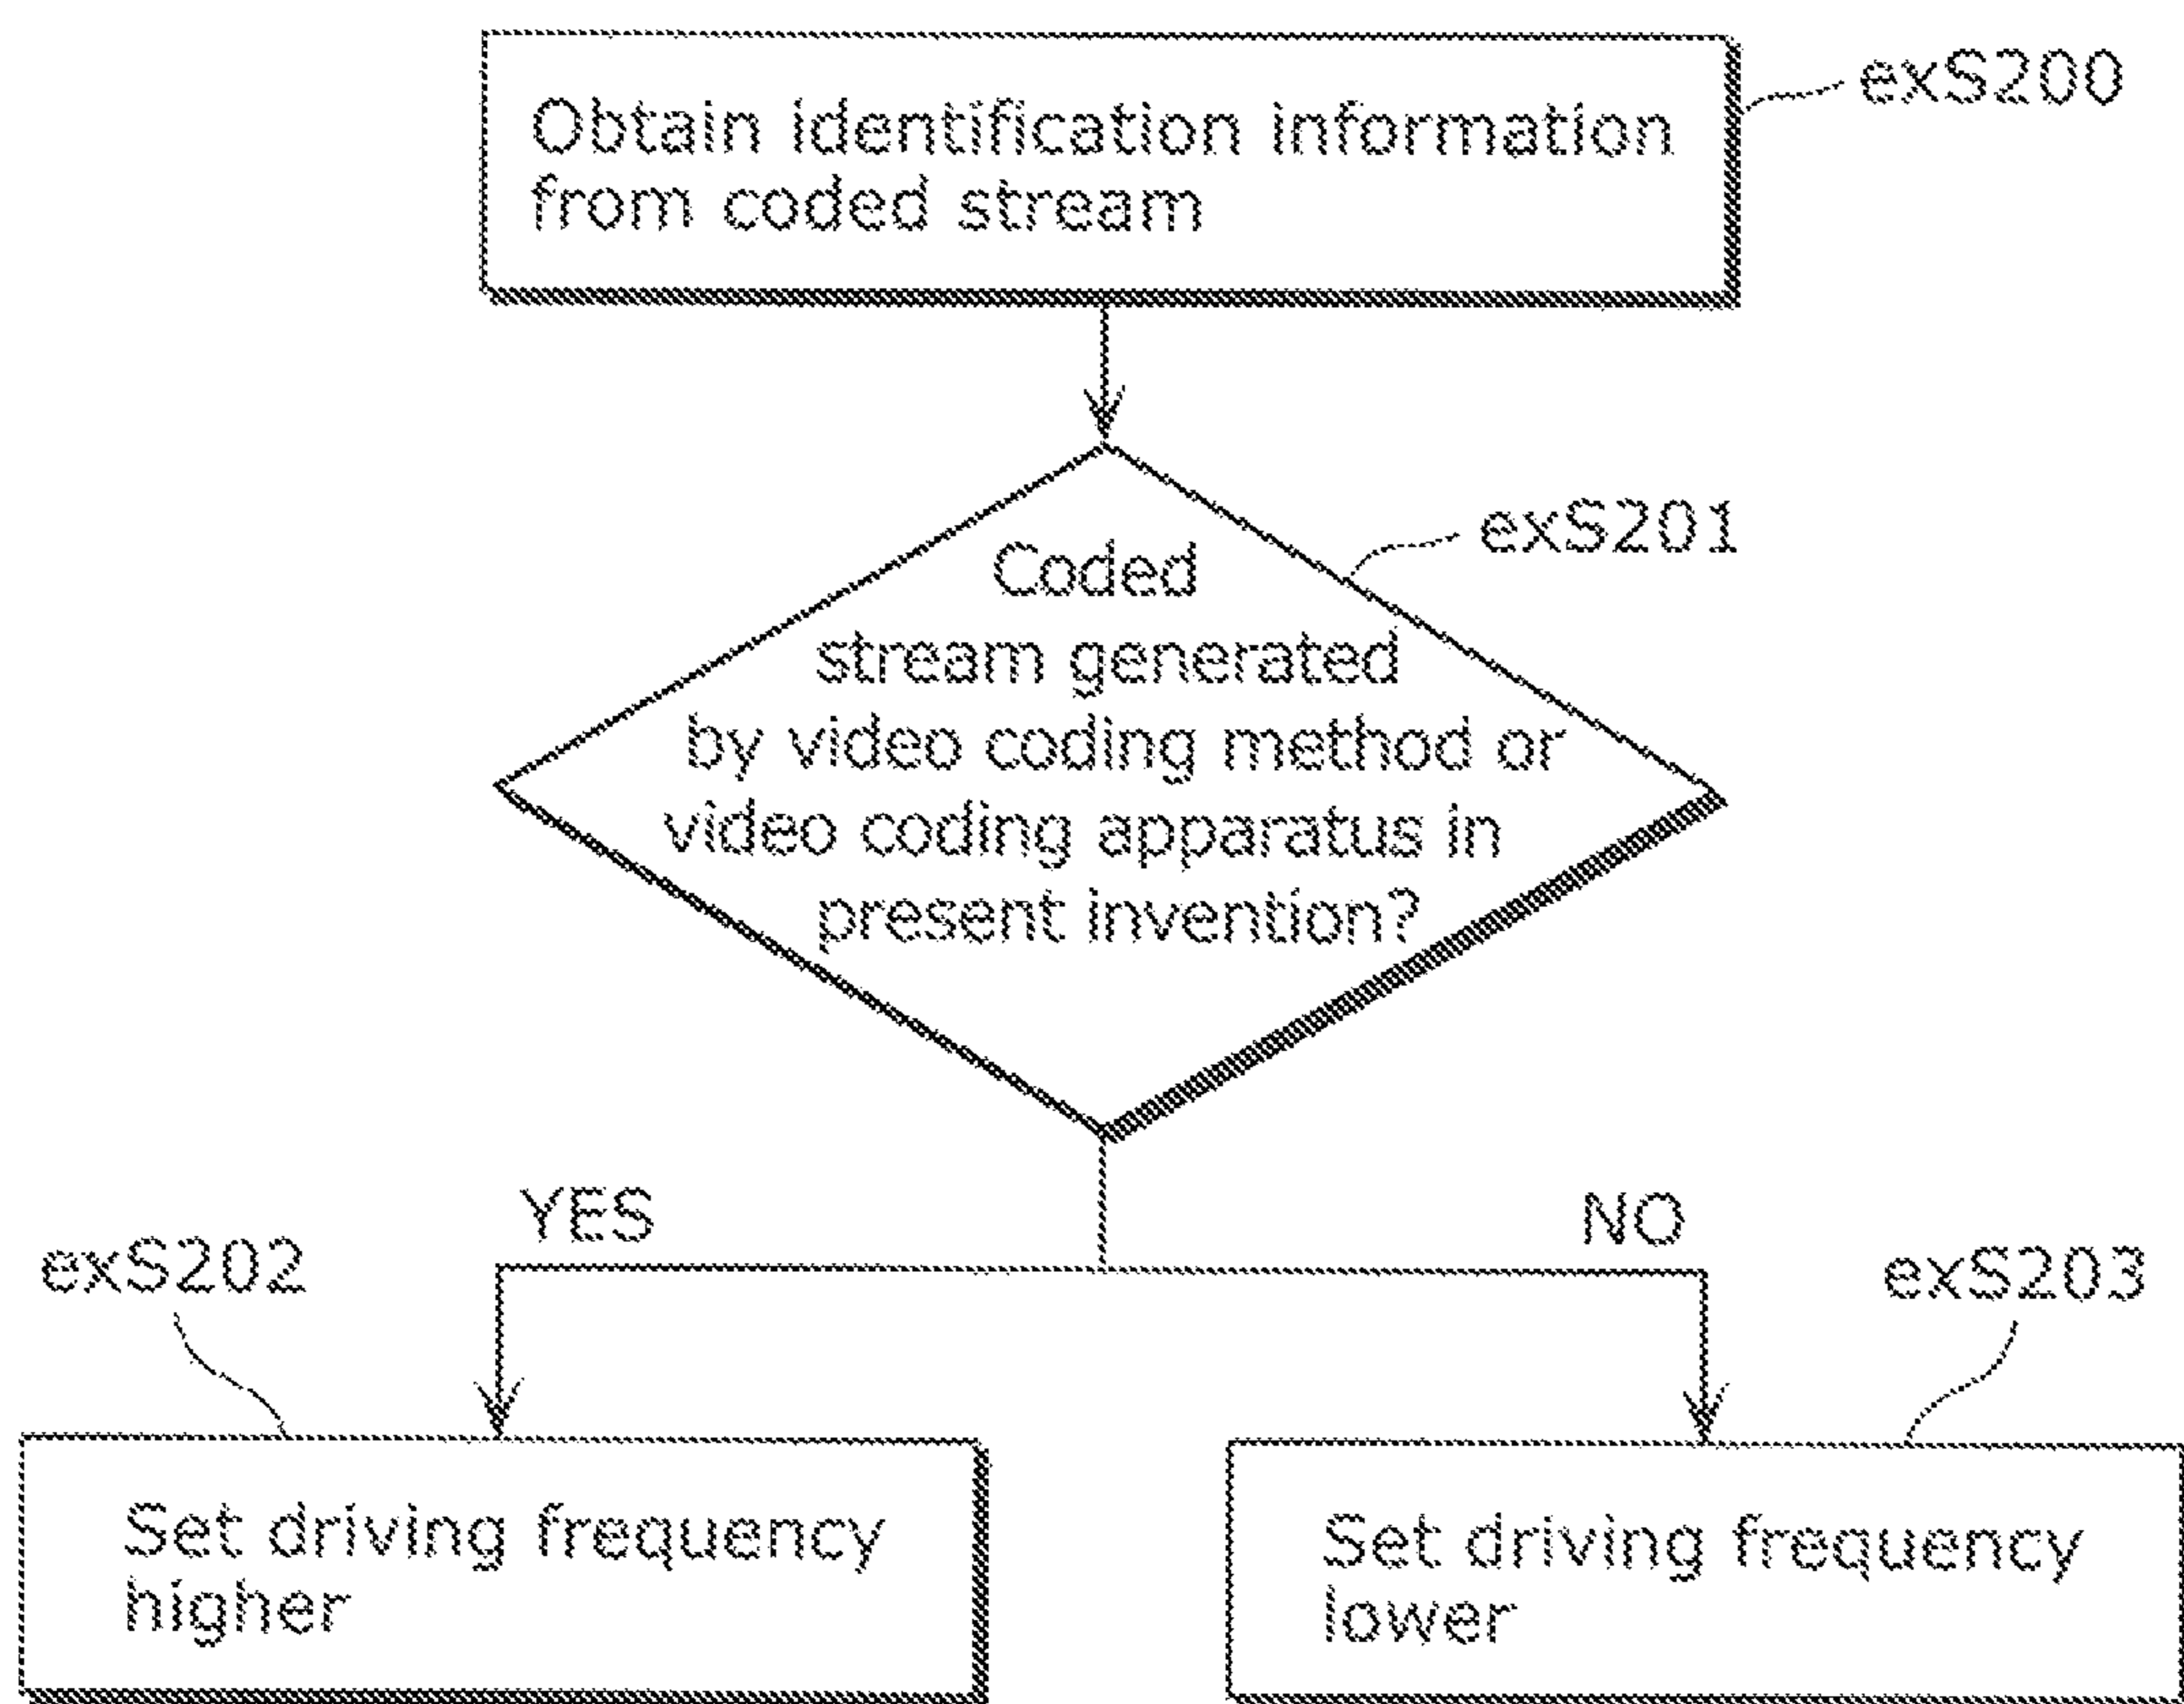 Obtain identification information
from coded stream
exS200
Coded
stream generated
by video coding method or
video coding apparatus in
present invention?
exS201
YES
NO
exS202
exS203
Set driving frequency
higher
Set driving frequency
lower